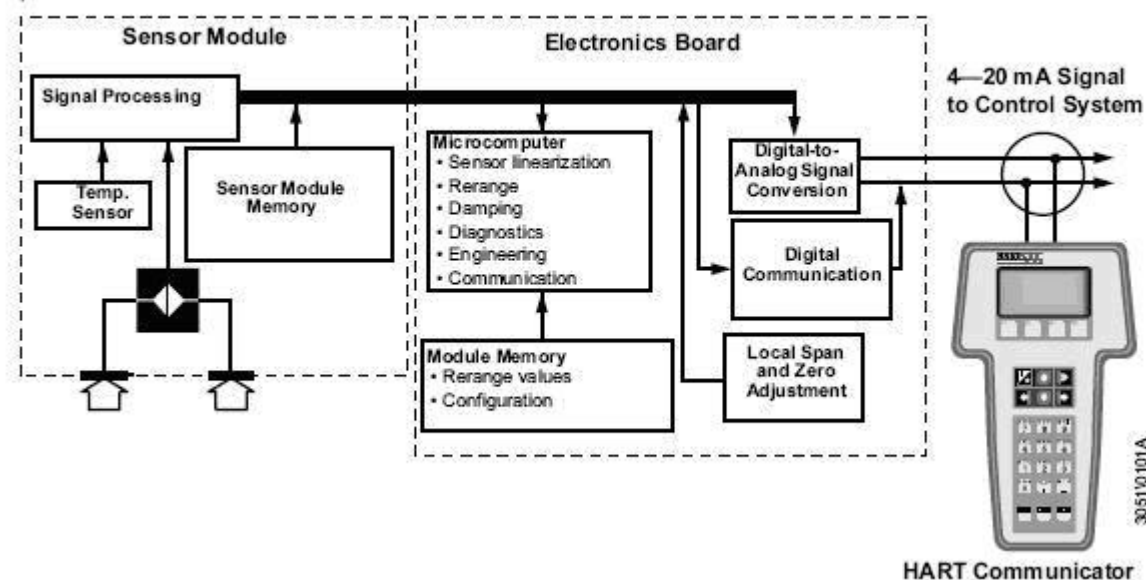 Sensor Module
Signal Processing
Temp.
Sensor
Sensor Module
Memory
Electronics Board
Microcomputer
• Sensor linearization
• Rerange
• Damping
• Diagnostics
• Engineering
• Communication
Module Memory
• Rerange values
• Configuration
Digital-to-
Analog Signal
Conversion
Digital
Communication
Local Span
and Zero
Adjustment
4—20 mA Signal
to Control System
HART Communicator